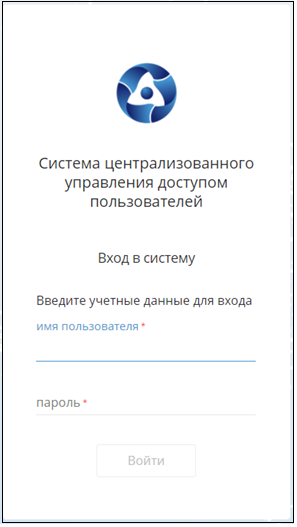 Система централизованного
управления доступом
пользователей
Вход в систему
Введите учетные данные для входа
имя пользователя *
пароль *
Войти